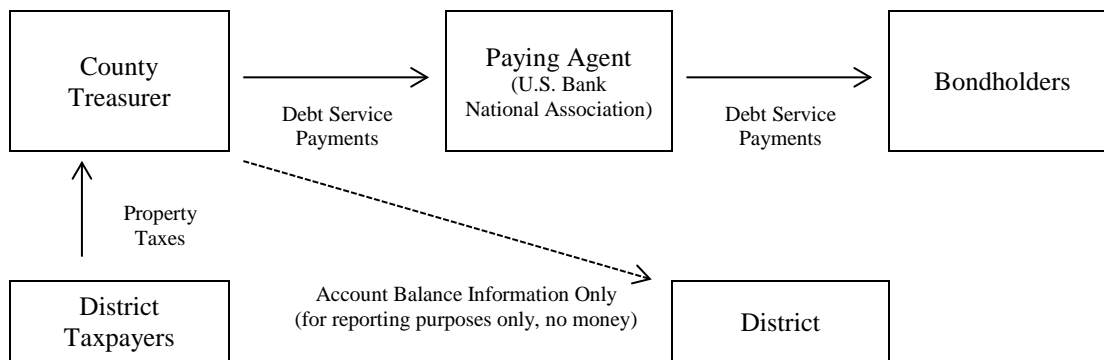 County
Treasurer
Debt Service
Payments
Paying Agent
(U.S. Bank
National Association)
Debt Service
Payments
Bondholders
Property
Taxes
District
Taxpayers
Account Balance Information Only
(for reporting purposes only, no money)
District